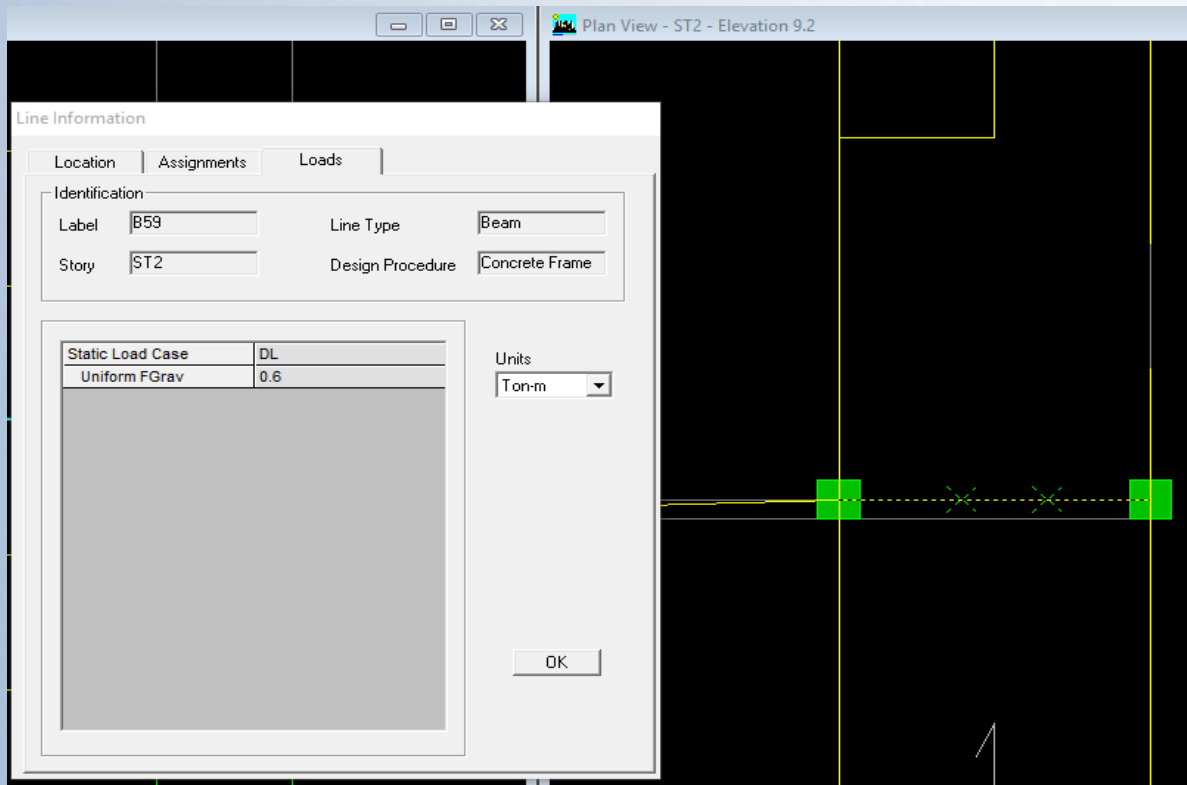 Plan View - ST2 - Elevation 9.2
Line Information
Location Assignments Loads
Identification
Label B59 Line Type Beam
Story ST2 Design Procedure Concrete Frame
Static Load Case DL
Uniform FGrav 0.6
Units
Ton-m
OK